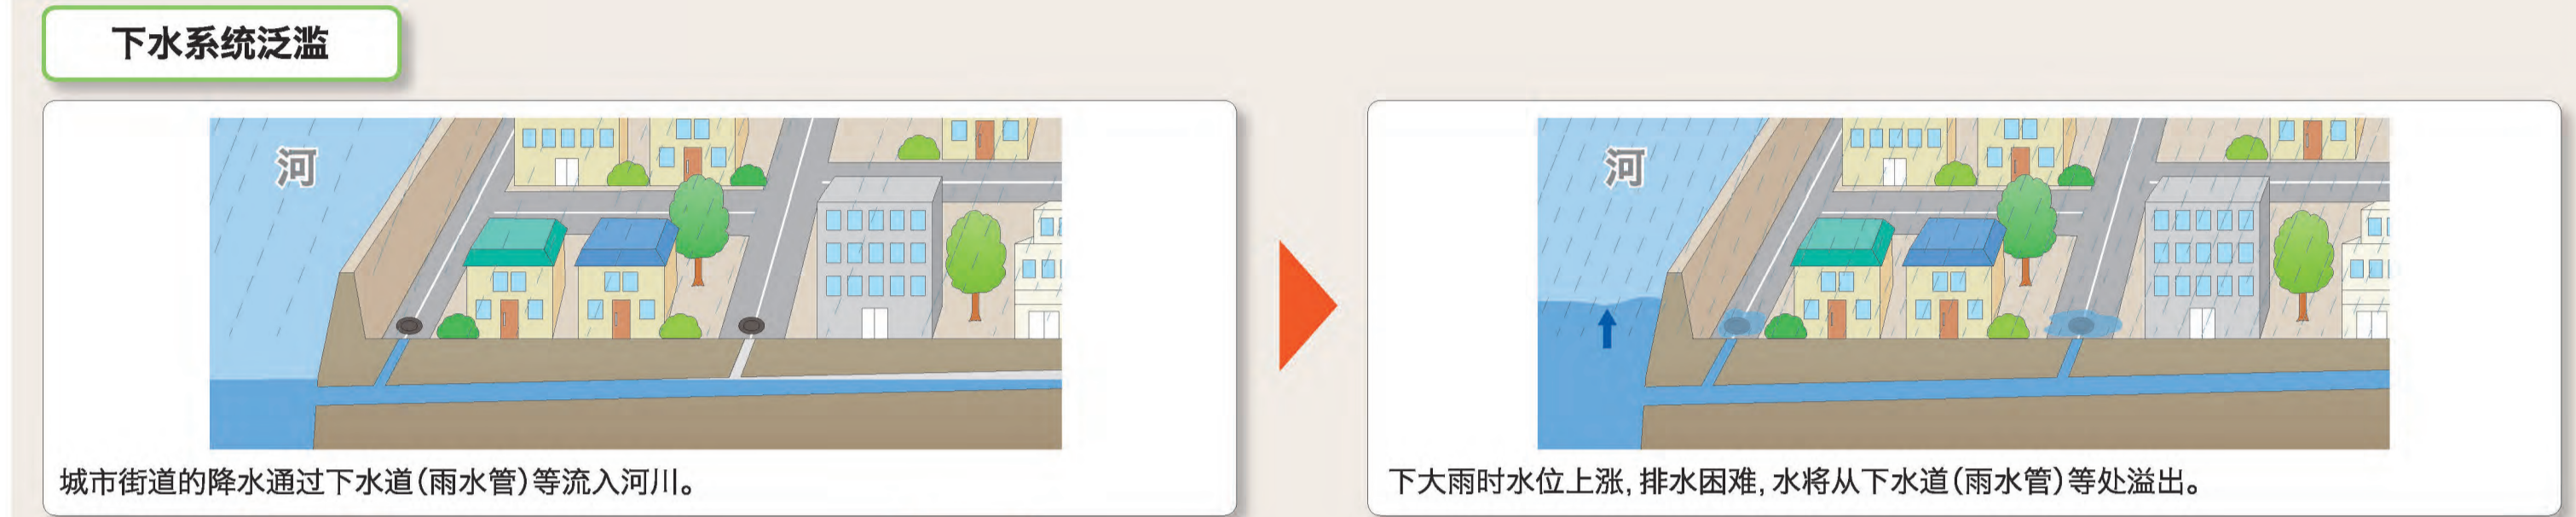 下水系统泛滥
河
城市街道的降水通过下水道(雨水管)等流入河川。
河
下大雨时水位上涨,排水困难,水将从下水道(雨水管)等处溢出。